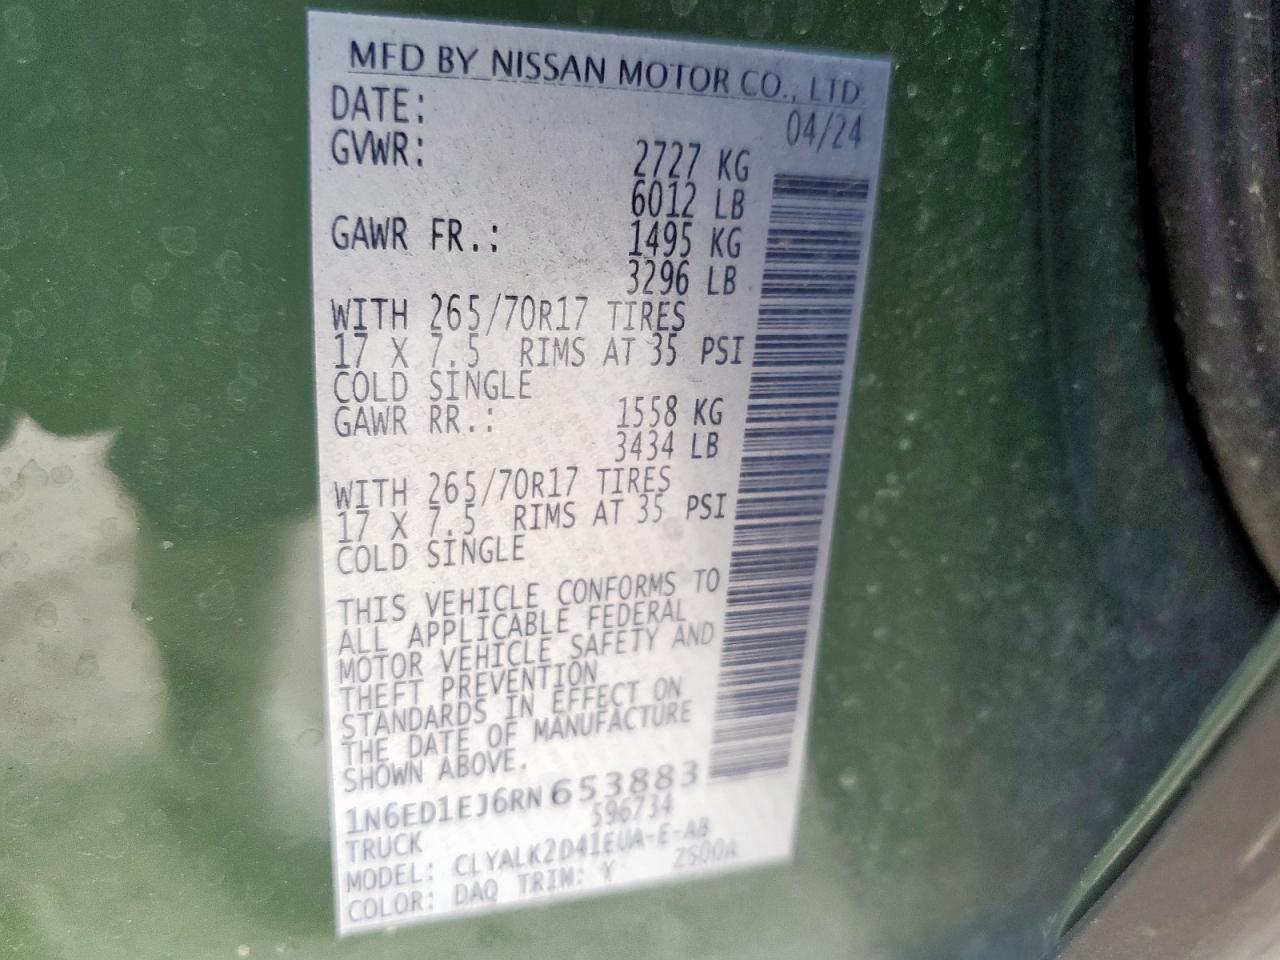 MFD BY NISSAN MOTOR CO., LTD.
DATE: 04/24
GVWR: 2727 KG
6012 LB
GAWR FR.: 1495 KG
3296 LB
WITH 265/70R17 TIRES
17 X 7.5 RIMS AT 35 PSI
COLD SINGLE
GAWR RR.: 1558 KG
3434 LB
WITH 265/70R17 TIRES
17 X 7.5 RIMS AT 35 PSI
COLD SINGLE
THIS VEHICLE CONFORMS TO
ALL APPLICABLE FEDERAL
MOTOR VEHICLE SAFETY AND
THEFT PREVENTION
STANDARDS IN EFFECT ON
THE DATE OF MANUFACTURE
SHOWN ABOVE.
1N6ED1EJ6RN653883
596734
TRUCK
MODEL: CLYALK2D41EUA-E-AB
COLOR: DAQ TRIM: Y ZS00A